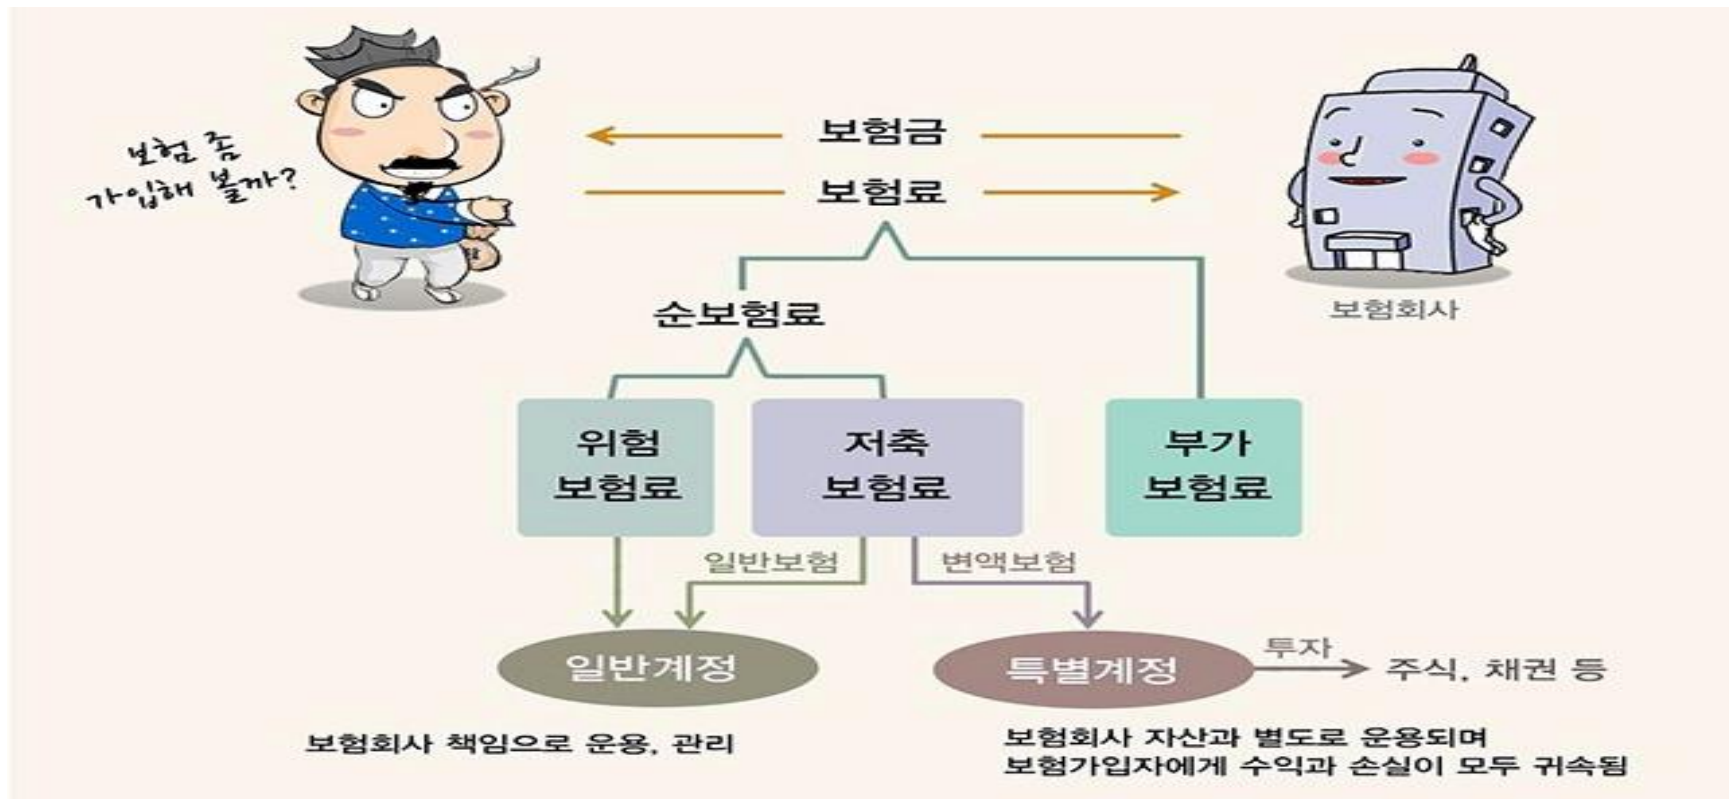 보험 좀
가입해 볼까?
보험금
보험료
보험회사
순보험료
위험
보험료
저축
보험료
부가
보험료
일반보험
변액보험
일반계정
특별계정
투자
주식, 채권 등
보험회사 책임으로 운용, 관리
보험회사 자산과 별도로 운용되며
보험가입자에게 수익과 손실이 모두 귀속됨